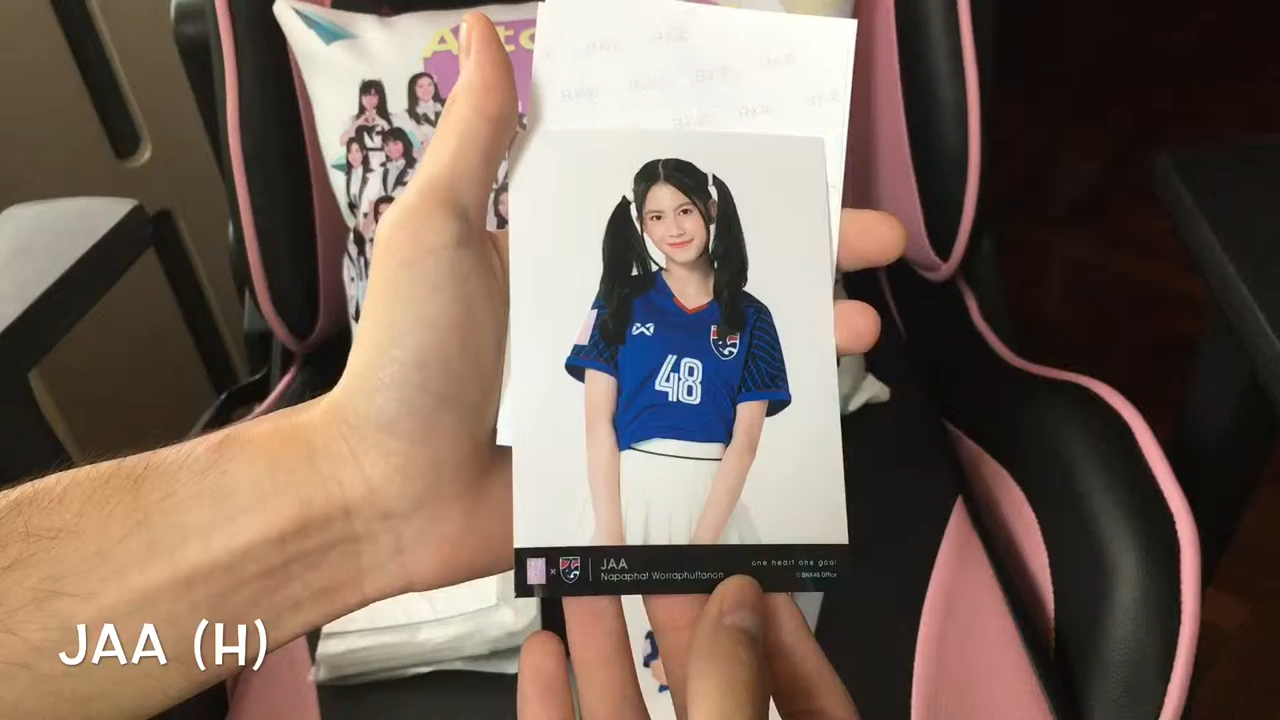 48
JAA
Napaphat Worraphuttanon
one heart one goal
© BNK48 Office
JAA (H)